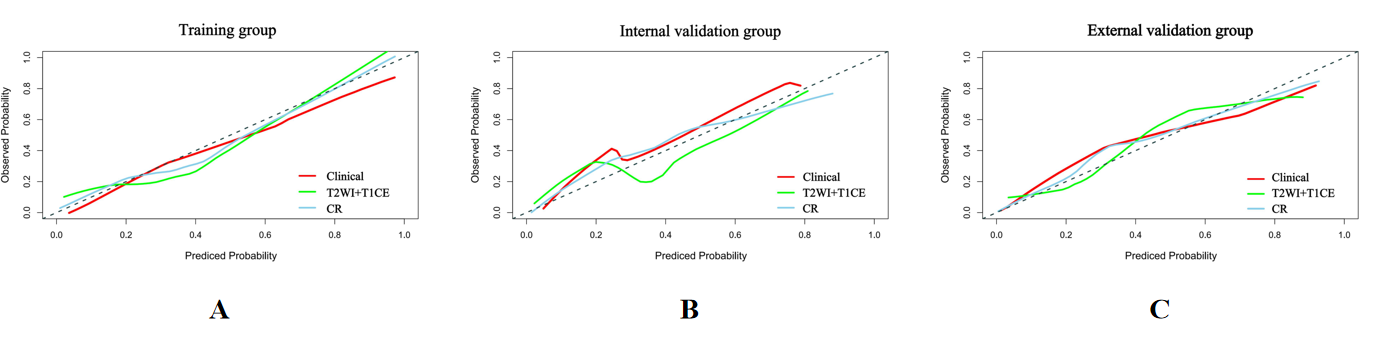 Training group
Observed Probability
1.0
0.8
0.6
0.4
0.2
0.0
Clinical
T2WI+T1CE
CR
0.0 0.2 0.4 0.6 0.8 1.0
Prediced Probability
A
Internal validation group
Observed Probability
1.0
0.8
0.6
0.4
0.2
0.0
Clinical
T2WI+T1CE
CR
0.0 0.2 0.4 0.6 0.8 1.0
Prediced Probability
B
External validation group
Observed Probability
1.0
0.8
0.6
0.4
0.2
0.0
Clinical
T2WI+T1CE
CR
0.0 0.2 0.4 0.6 0.8 1.0
Prediced Probability
C